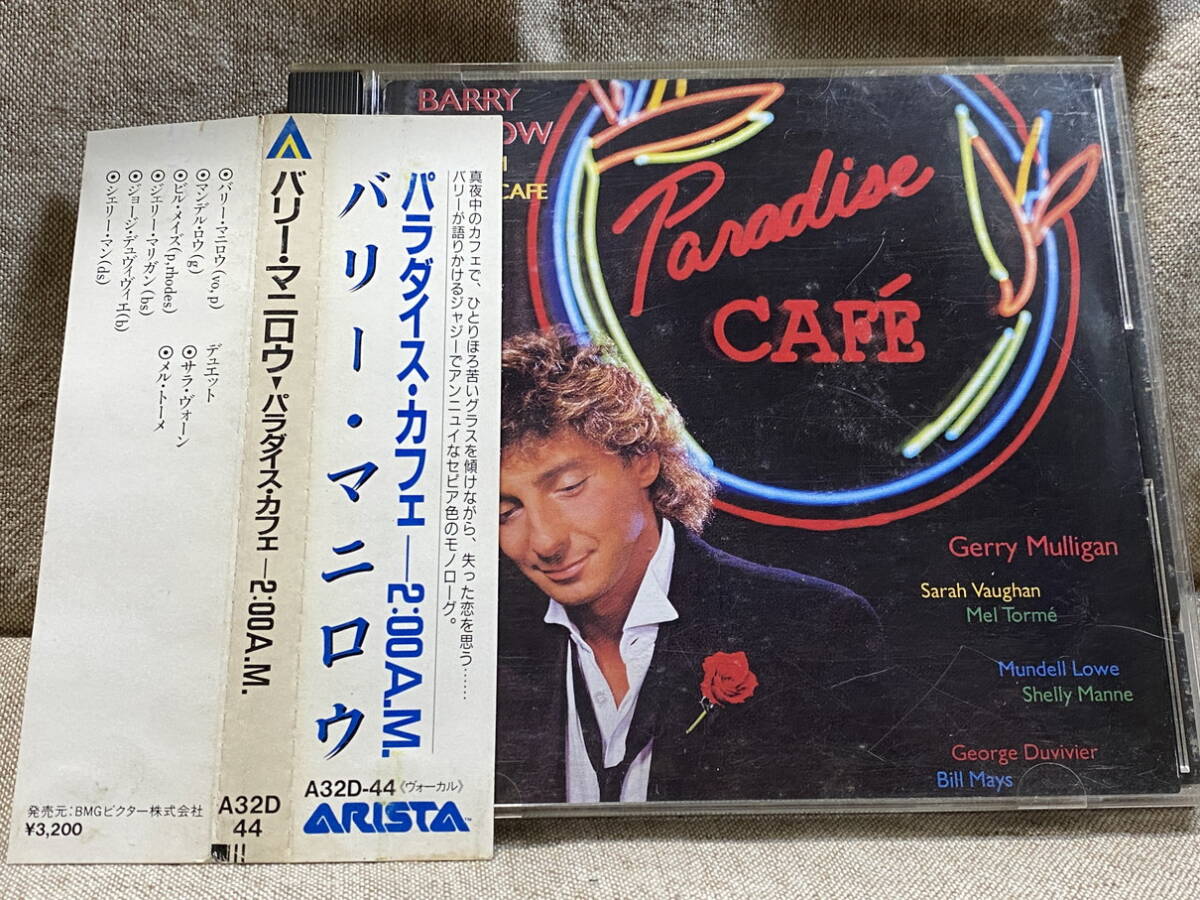 真夜中のカフェで、ひとりほろ苦いグラスを傾けながら、失った恋を思う……
バリーが語りかけるジャジーでアンニュイなセピア色のモノローグ。
パラダイス・カフェ—2:00A.M.
バリー・マニロウ
A32D-44《ヴォーカル》
ARISTA™
バリー・マニロウ▼パラダイス・カフェ—2:00A.M.
A32D
44
バリー・マニロウ(vo, p)
マンデル・ロウ(g)
ビル・メイズ(p, rhodes)
ジェリー・マリガン(bs)
ジョージ・デュヴィヴィエ(b)
シェリー・マン(ds)
デュエット
サラ・ヴォーン
メル・トーメ
発売元:BMGビクター株式会社
¥3,200
BARRY
OW
CAFE
Paradise
CAFÉ
Gerry Mulligan
Sarah Vaughan
Mel Tormé
Mundell Lowe
Shelly Manne
George Duvivier
Bill Mays